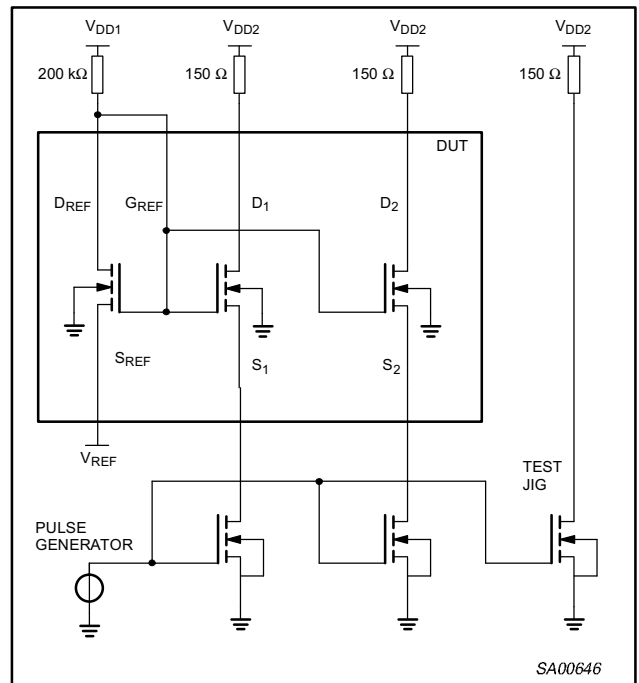 VDD1 VDD2 VDD2 VDD2
200 kΩ 150 Ω 150 Ω 150 Ω
DUT
DREF GREF D1 D2
SREF S1 S2
VREF
TEST
JIG
PULSE
GENERATOR
SA00646